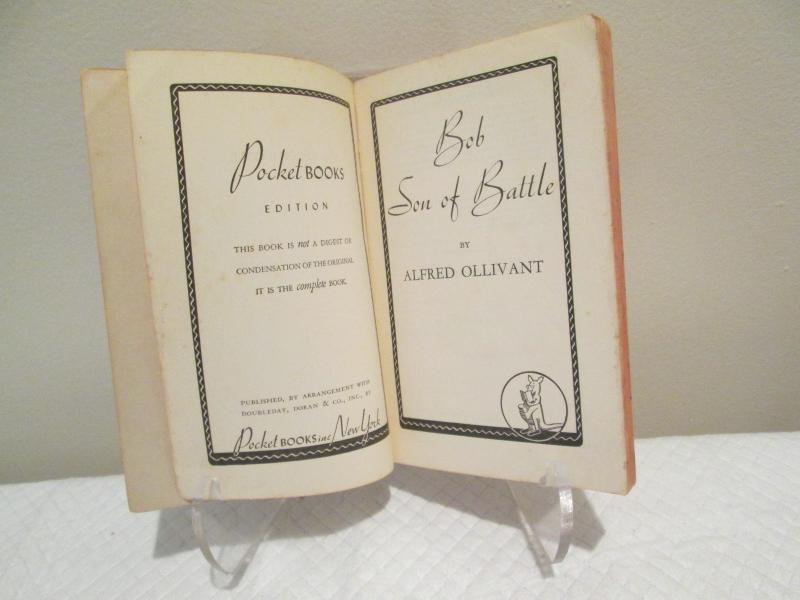 Pocket BOOKS
EDITION
THIS BOOK IS not A DIGEST OR
CONDENSATION OF THE ORIGINAL
IT IS THE complete BOOK.
PUBLISHED, BY ARRANGEMENT WITH
DOUBLEDAY, DORAN & CO., INC., BY
Pocket BOOKS inc New York
Bob
Son of Battle
BY
ALFRED OLLIVANT